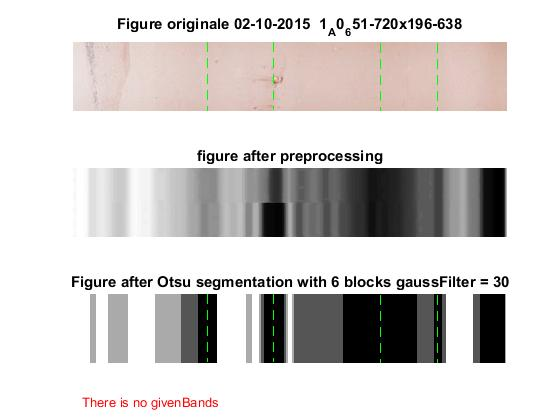 Figure originale 02-10-2015 1_A0_651-720x196-638
figure after preprocessing
Figure after Otsu segmentation with 6 blocks gaussFilter = 30
There is no givenBands